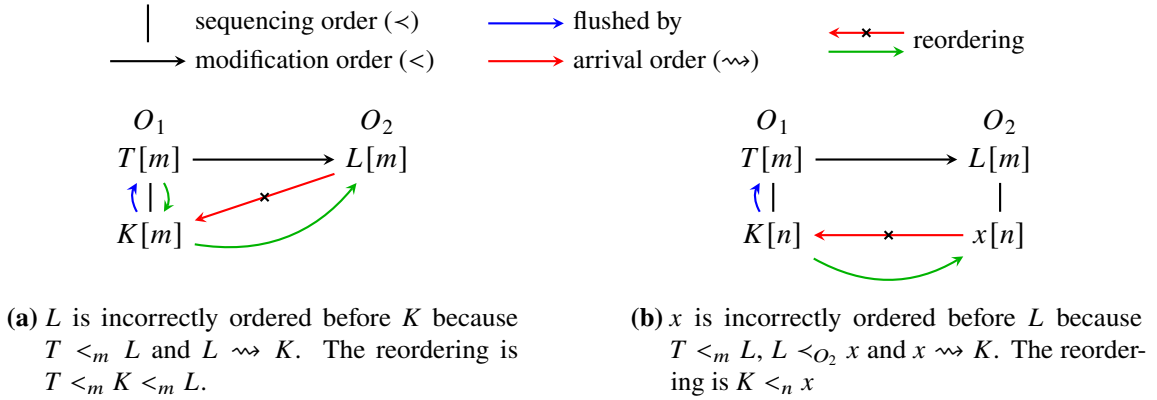 sequencing order (≺)
flushed by
reordering
modification order (<)
arrival order (⇝)
O₁ O₂
T[m] L[m]
K[m]
O₁ O₂
T[m] L[m]
K[n] x[n]
(a) L is incorrectly ordered before K because
T <ₘ L and L ⇝ K. The reordering is
T <ₘ K <ₘ L.
(b) x is incorrectly ordered before L because
T <ₘ L, L ≺_O₂ x and x ⇝ K. The reorder-
ing is K <ₙ x